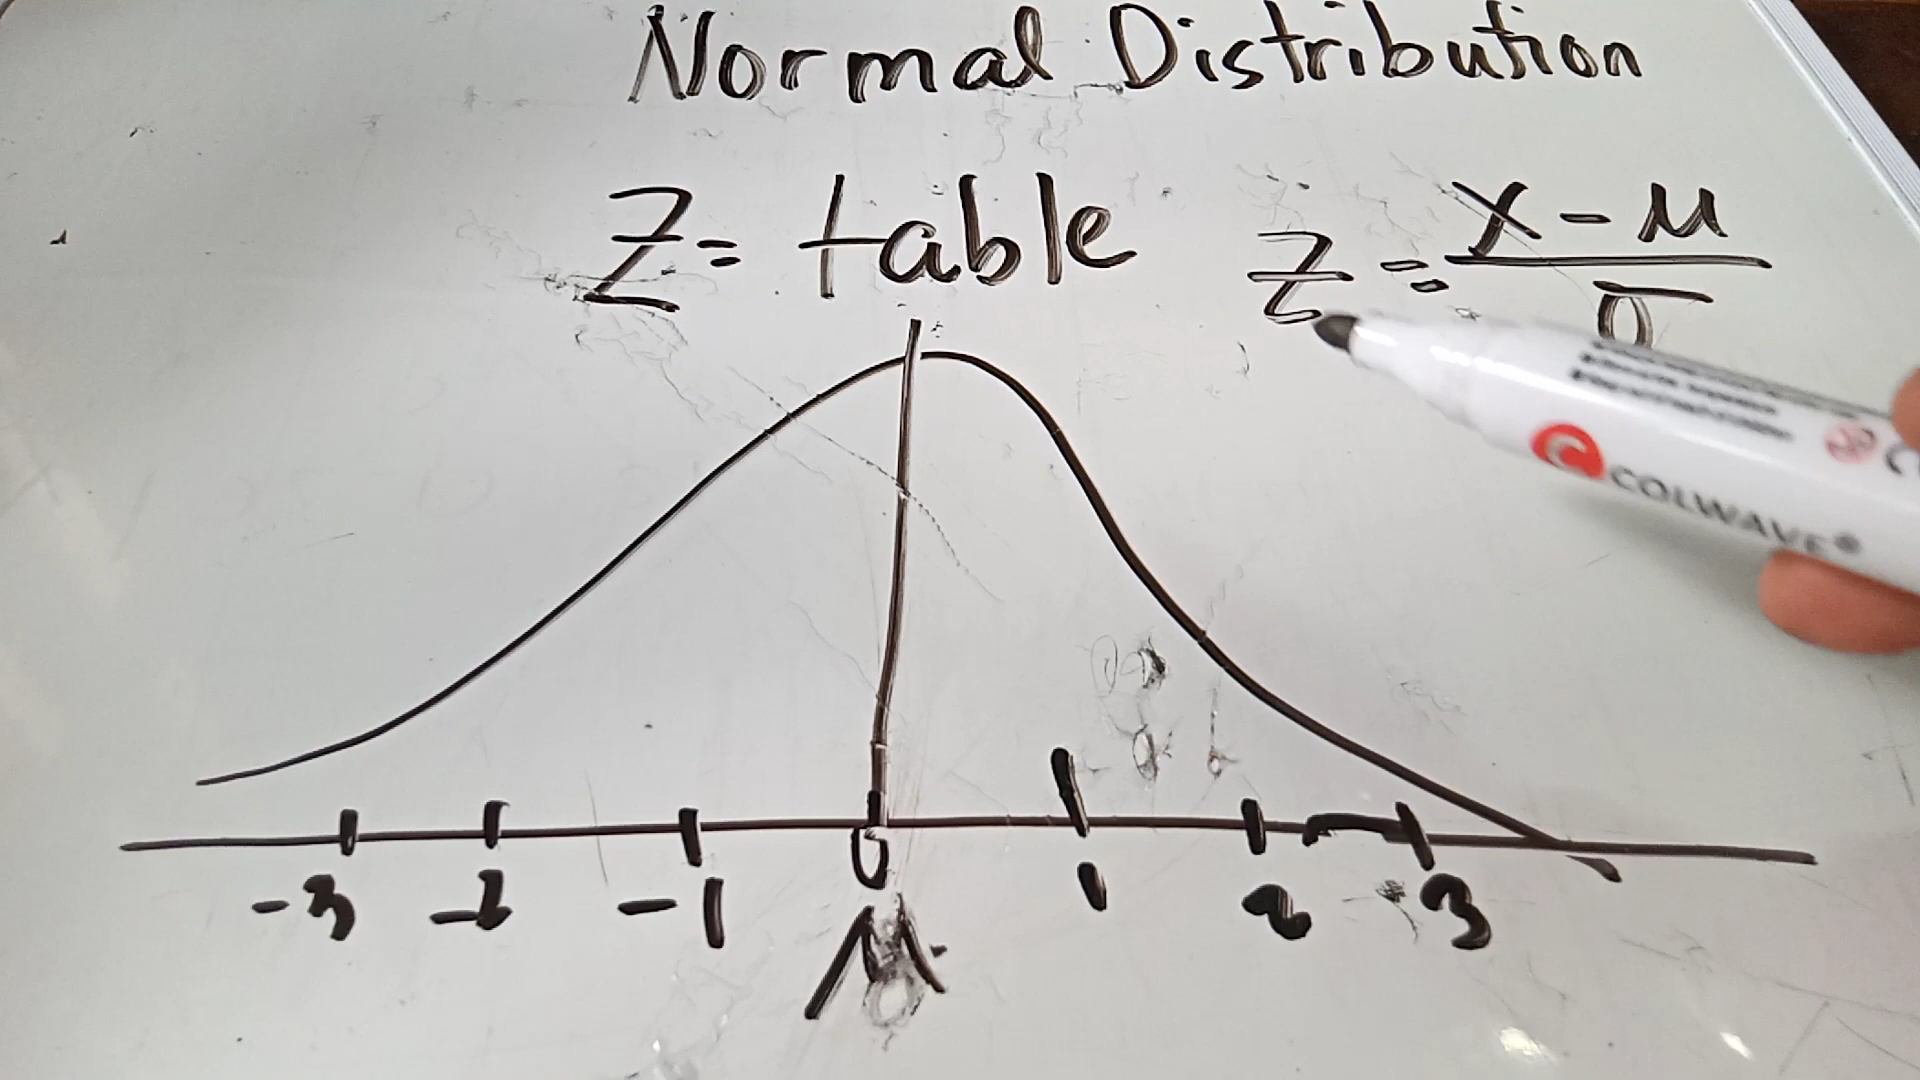 Normal Distribution
Z= table z = x - μ
σ
COLWAVE®
-3 -2 -1 0 1 2 3
μ